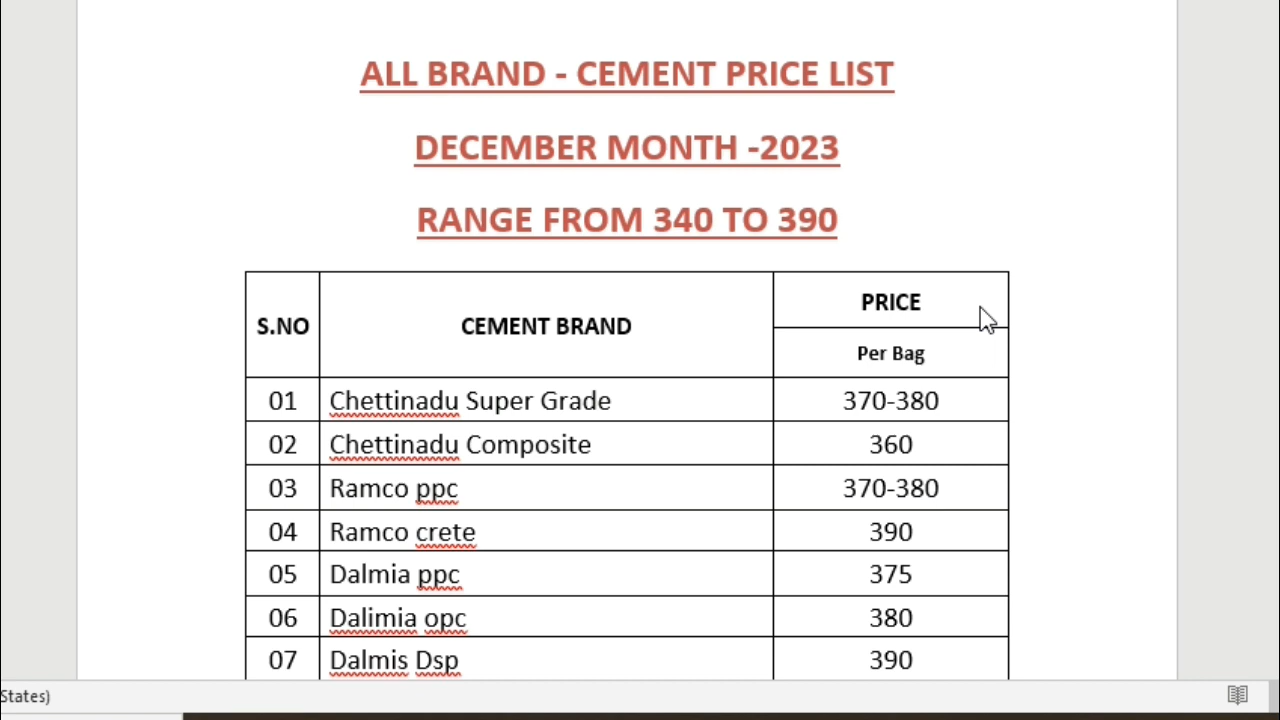 ALL BRAND - CEMENT PRICE LIST
DECEMBER MONTH -2023
RANGE FROM 340 TO 390
S.NO CEMENT BRAND PRICE
Per Bag
01 Chettinadu Super Grade 370-380
02 Chettinadu Composite 360
03 Ramco ppc 370-380
04 Ramco crete 390
05 Dalmia ppc 375
06 Dalimia opc 380
07 Dalmis Dsp 390
States)